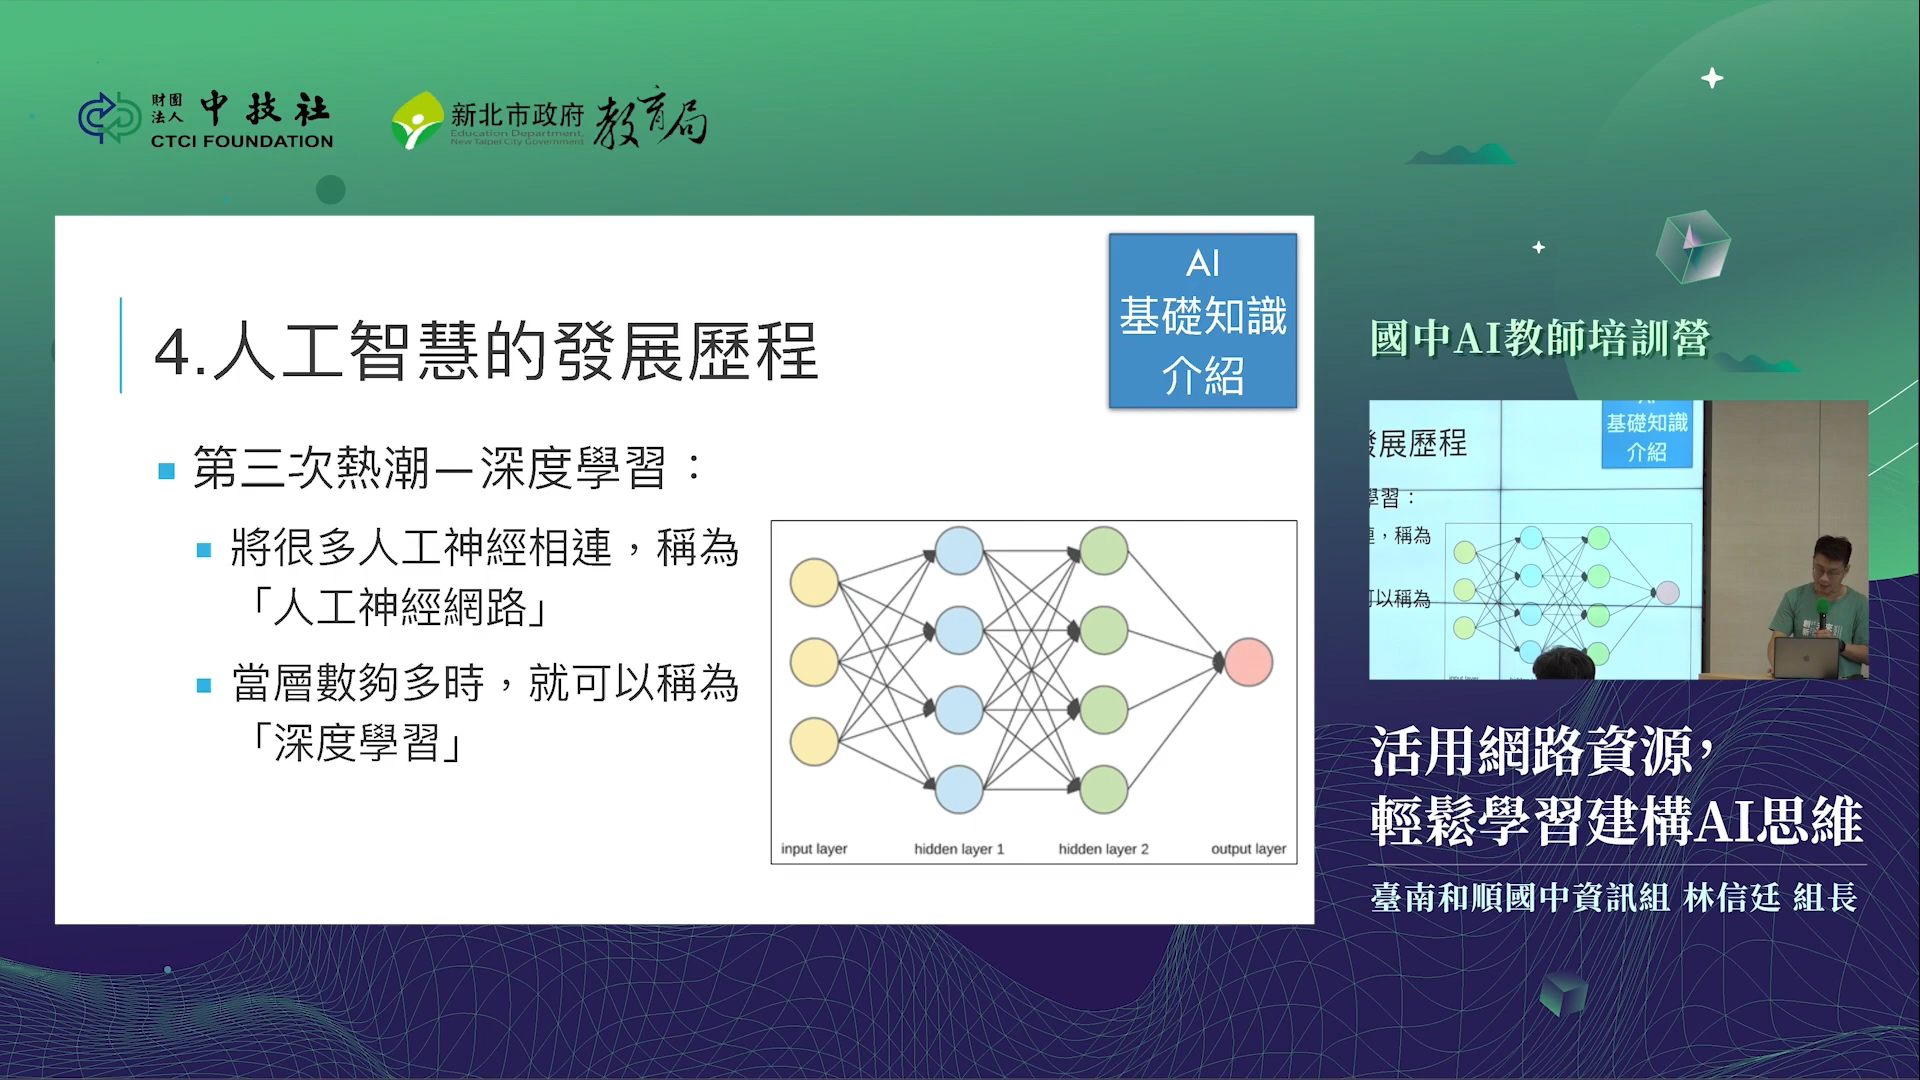 財團法人 中技社
CTCI FOUNDATION
新北市政府 教育局
Education Department,
New Taipei City Government
AI
基礎知識
介紹
4.人工智慧的發展歷程
第三次熱潮—深度學習：
將很多人工神經相連，稱為
「人工神經網路」
當層數夠多時，就可以稱為
「深度學習」
input layer
hidden layer 1
hidden layer 2
output layer
國中AI教師培訓營
基礎知識
介紹
發展歷程
學習：
連，稱為
可以稱為
活用網路資源，
輕鬆學習建構AI思維
臺南和順國中資訊組 林信廷 組長